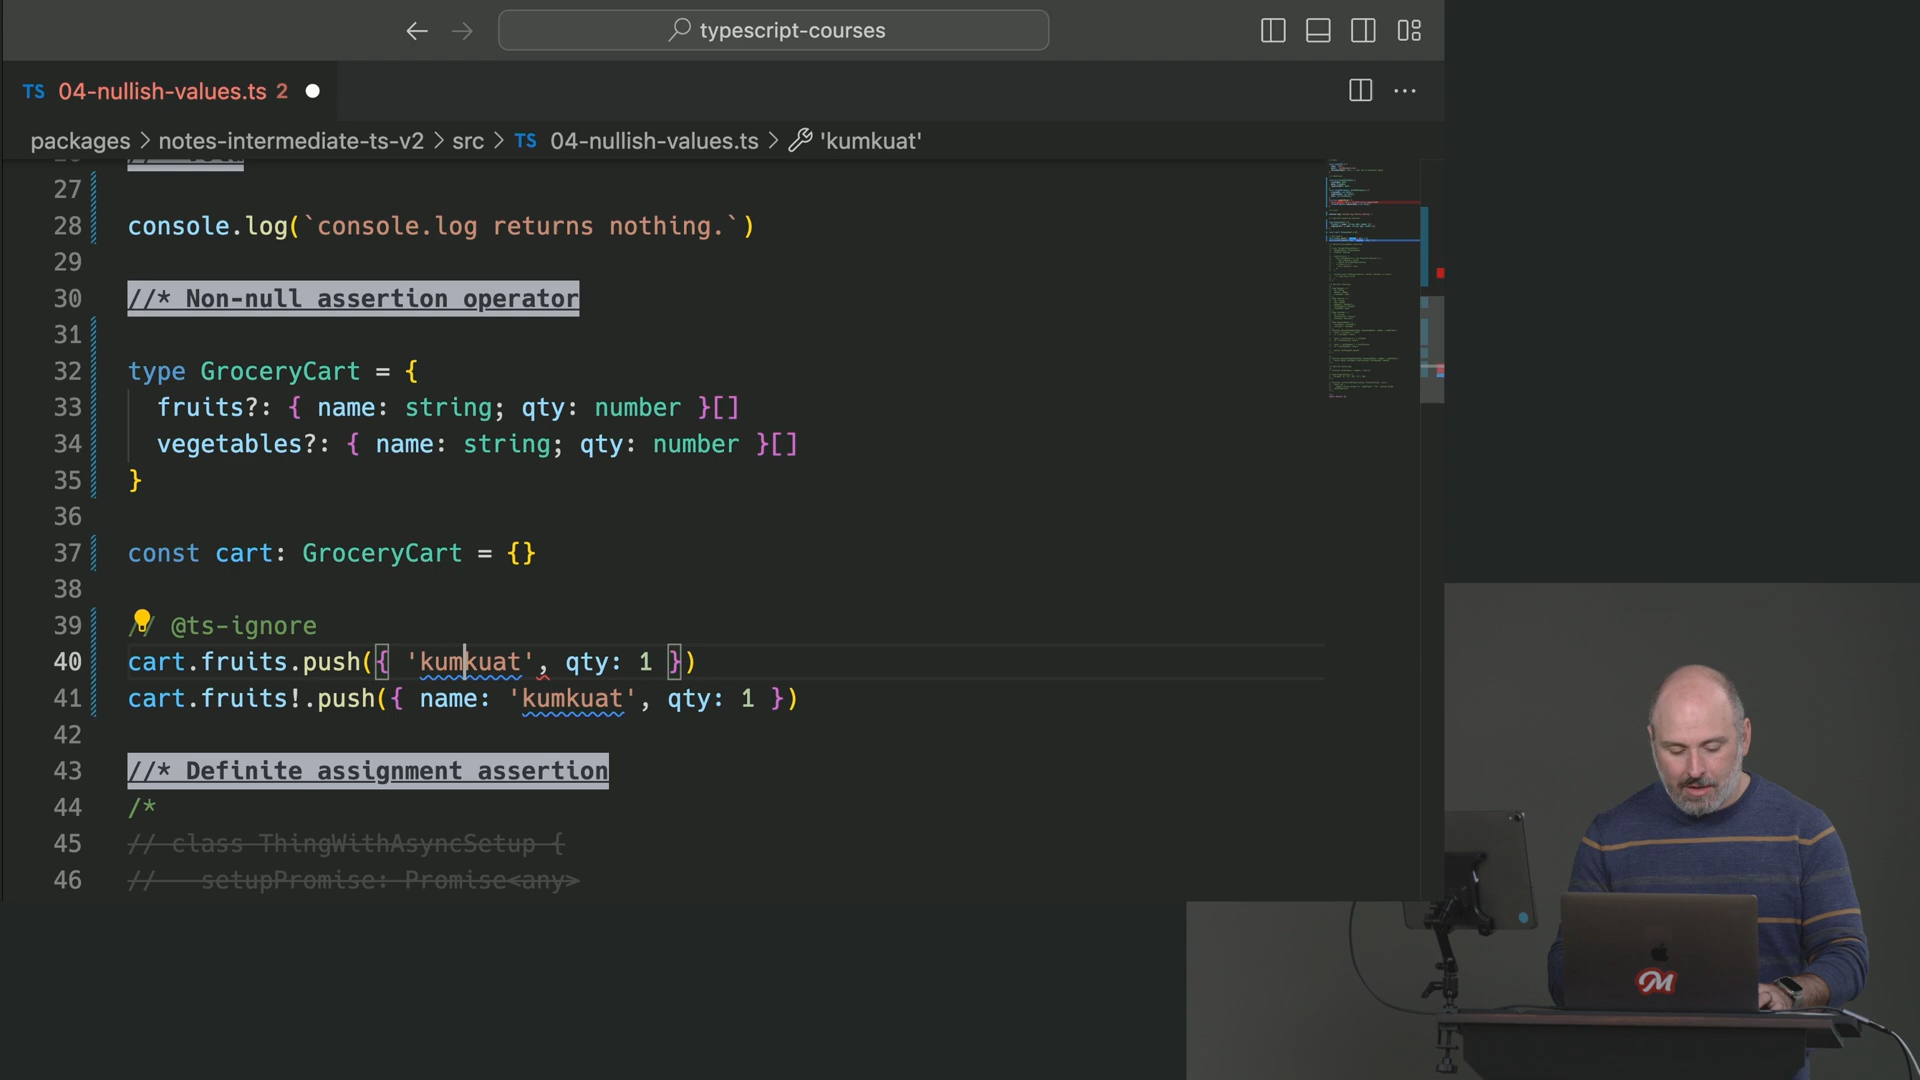 typescript-courses
TS 04-nullish-values.ts 2
packages > notes-intermediate-ts-v2 > src > TS 04-nullish-values.ts > 'kumkuat'
27
28 console.log(`console.log returns nothing.`)
29
30 //* Non-null assertion operator
31
32 type GroceryCart = {
33 fruits?: { name: string; qty: number }[]
34 vegetables?: { name: string; qty: number }[]
35 }
36
37 const cart: GroceryCart = {}
38
39 // @ts-ignore
40 cart.fruits.push({ 'kumkuat', qty: 1 })
41 cart.fruits!.push({ name: 'kumkuat', qty: 1 })
42
43 //* Definite assignment assertion
44 /*
45 // class ThingWithAsyncSetup {
46 // setupPromise: Promise<any>
M